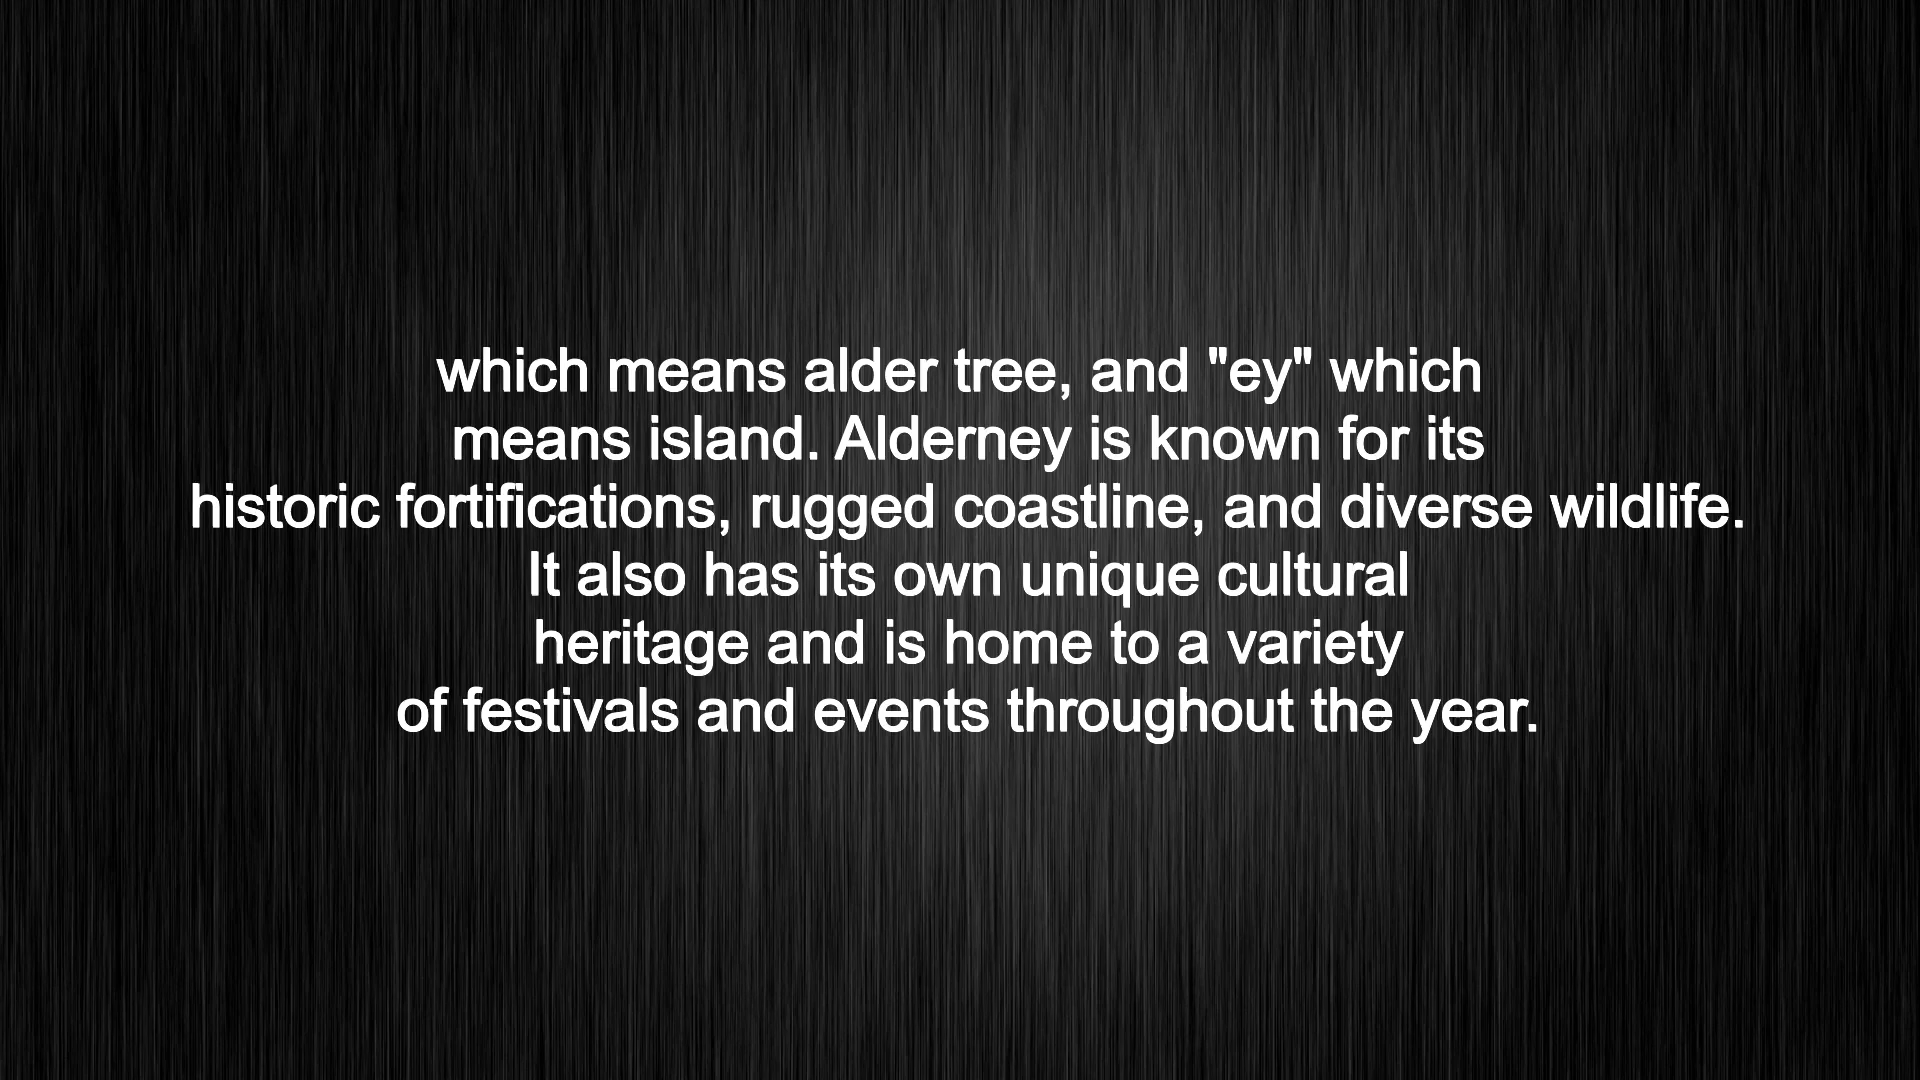 which means alder tree, and "ey" which
means island. Alderney is known for its
historic fortifications, rugged coastline, and diverse wildlife.
It also has its own unique cultural
heritage and is home to a variety
of festivals and events throughout the year.